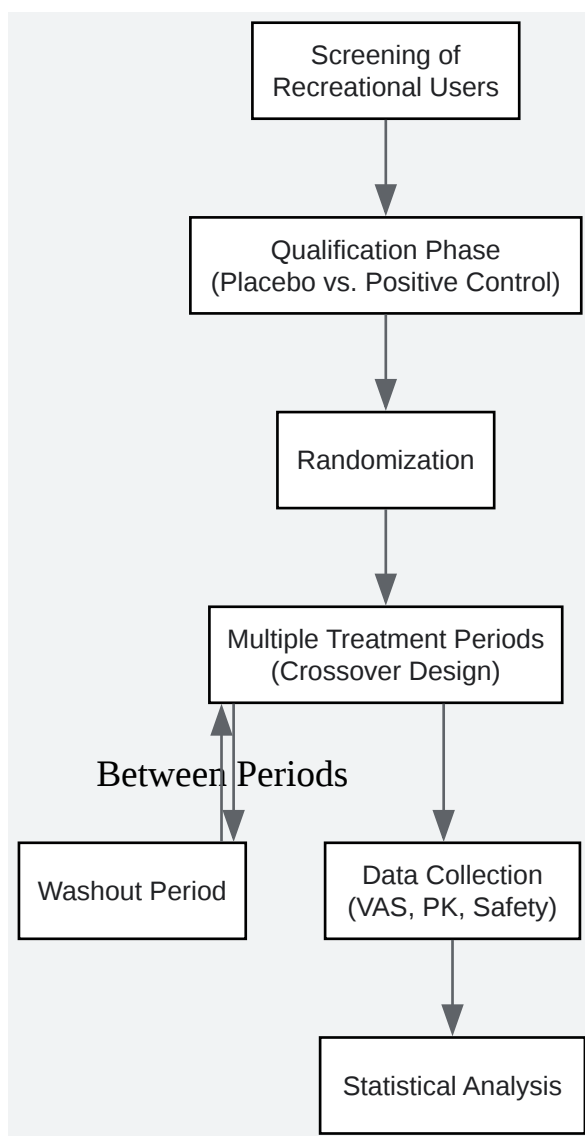 Screening of
Recreational Users
Qualification Phase
(Placebo vs. Positive Control)
Randomization
Multiple Treatment Periods
(Crossover Design)
Between Periods
Washout Period
Data Collection
(VAS, PK, Safety)
Statistical Analysis